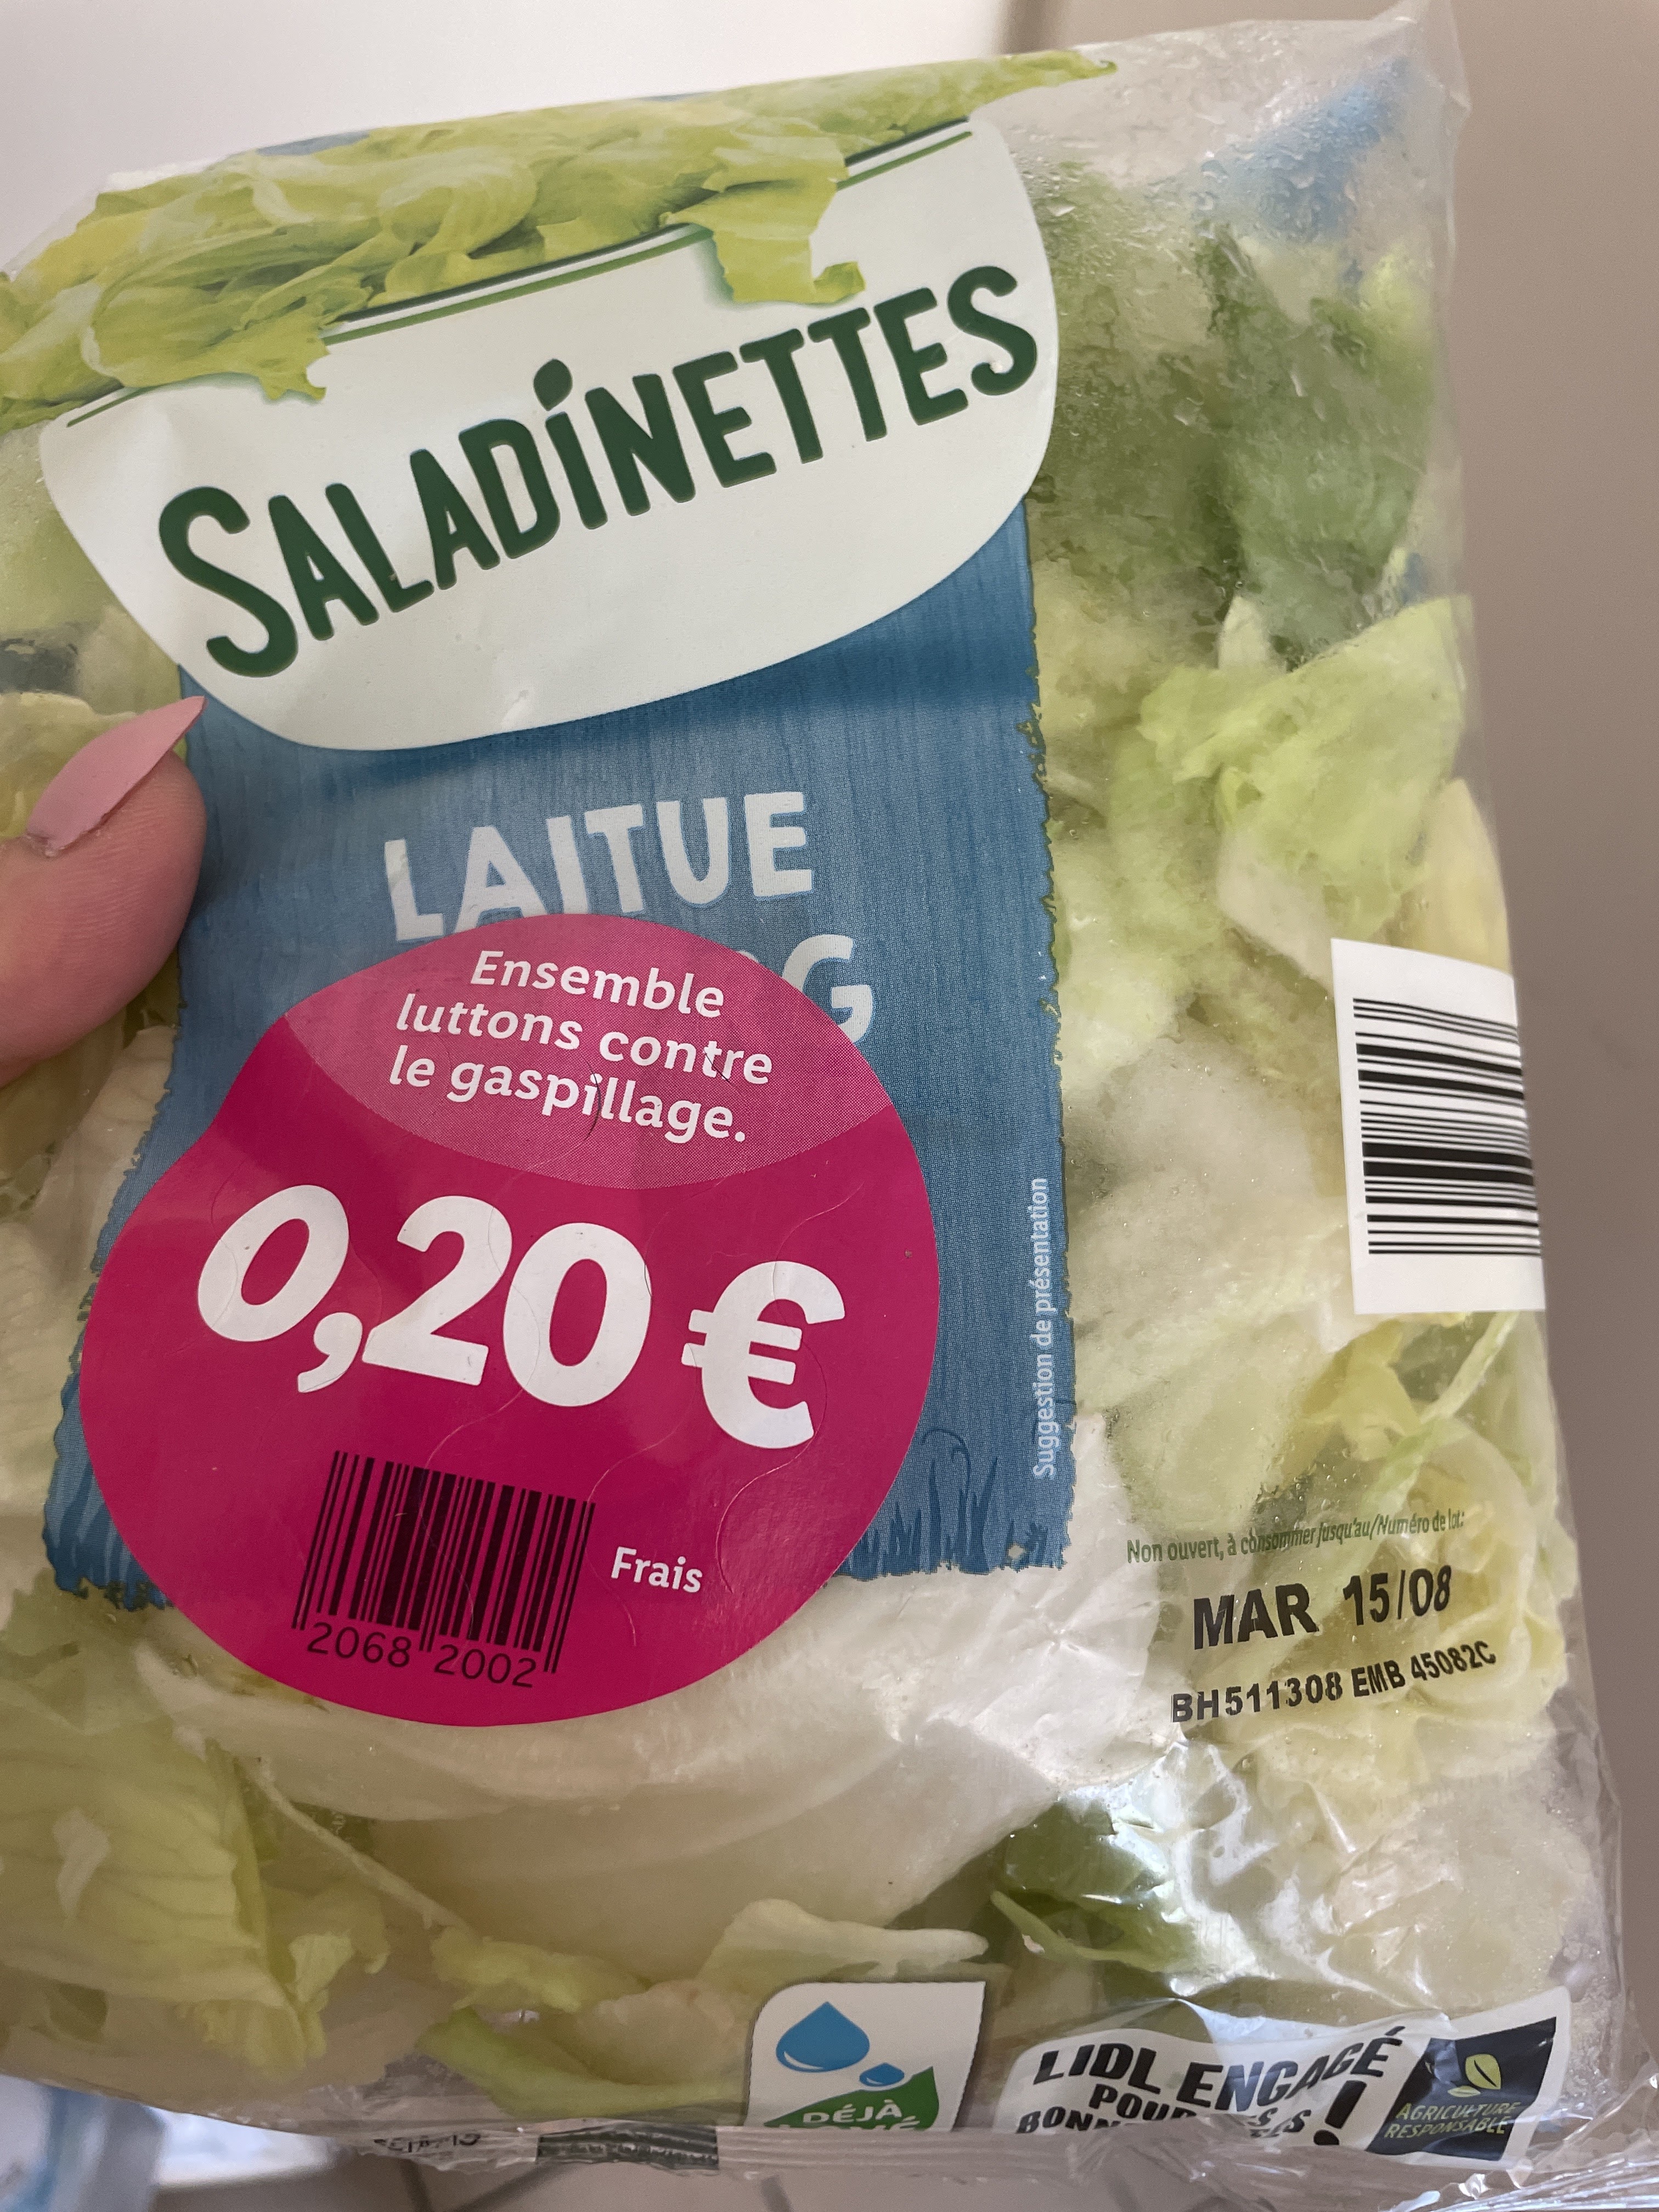 SALADINETTES
LAITUE
G
Ensemble
luttons contre
le gaspillage.
0,20 €
Frais
2068 2002
Suggestion de présentation
Non ouvert, à consommer jusqu'au/Numéro de lot:
MAR 15/08
BH511308 EMB 45082C
DÉJÀ
LIDL ENGAGÉ
POUR
!
AGRICULTURE
RESPONSABLE